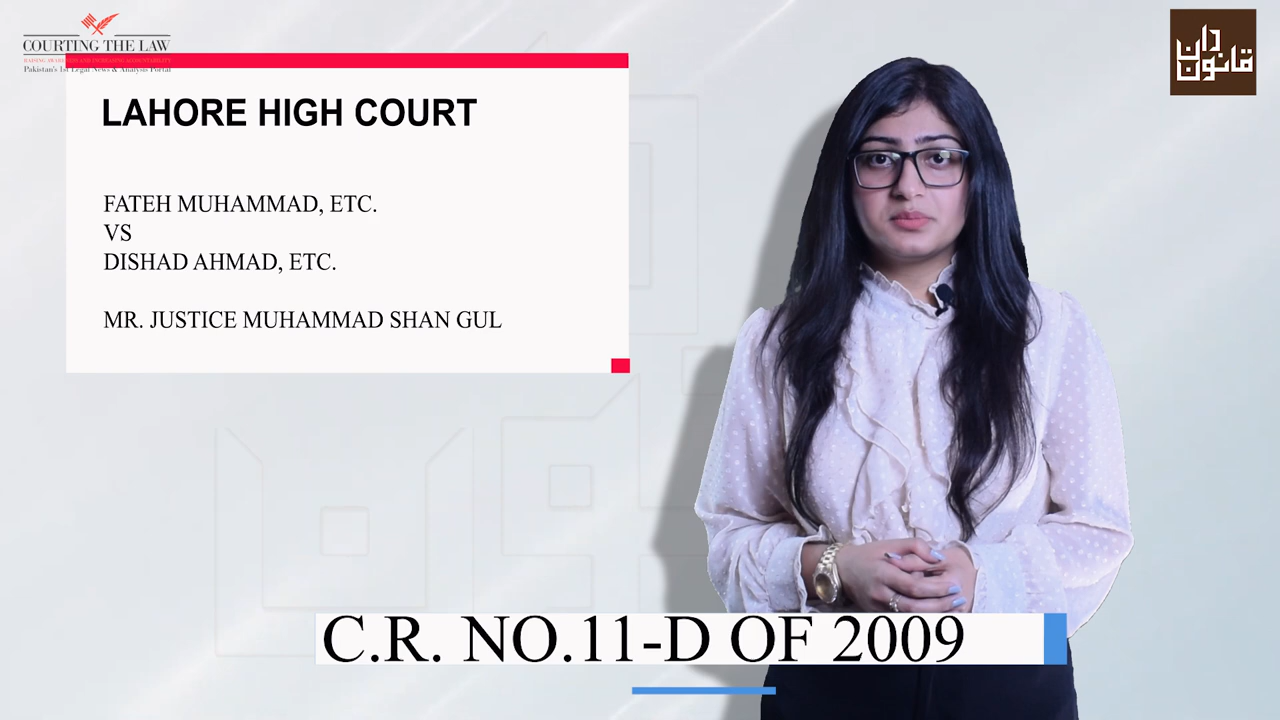 COURTING THE LAW
Pakistan's 1st Legal News & Analysis Portal
قانون دان
LAHORE HIGH COURT
FATEH MUHAMMAD, ETC.
VS
DISHAD AHMAD, ETC.
MR. JUSTICE MUHAMMAD SHAN GUL
C.R. NO.11-D OF 2009